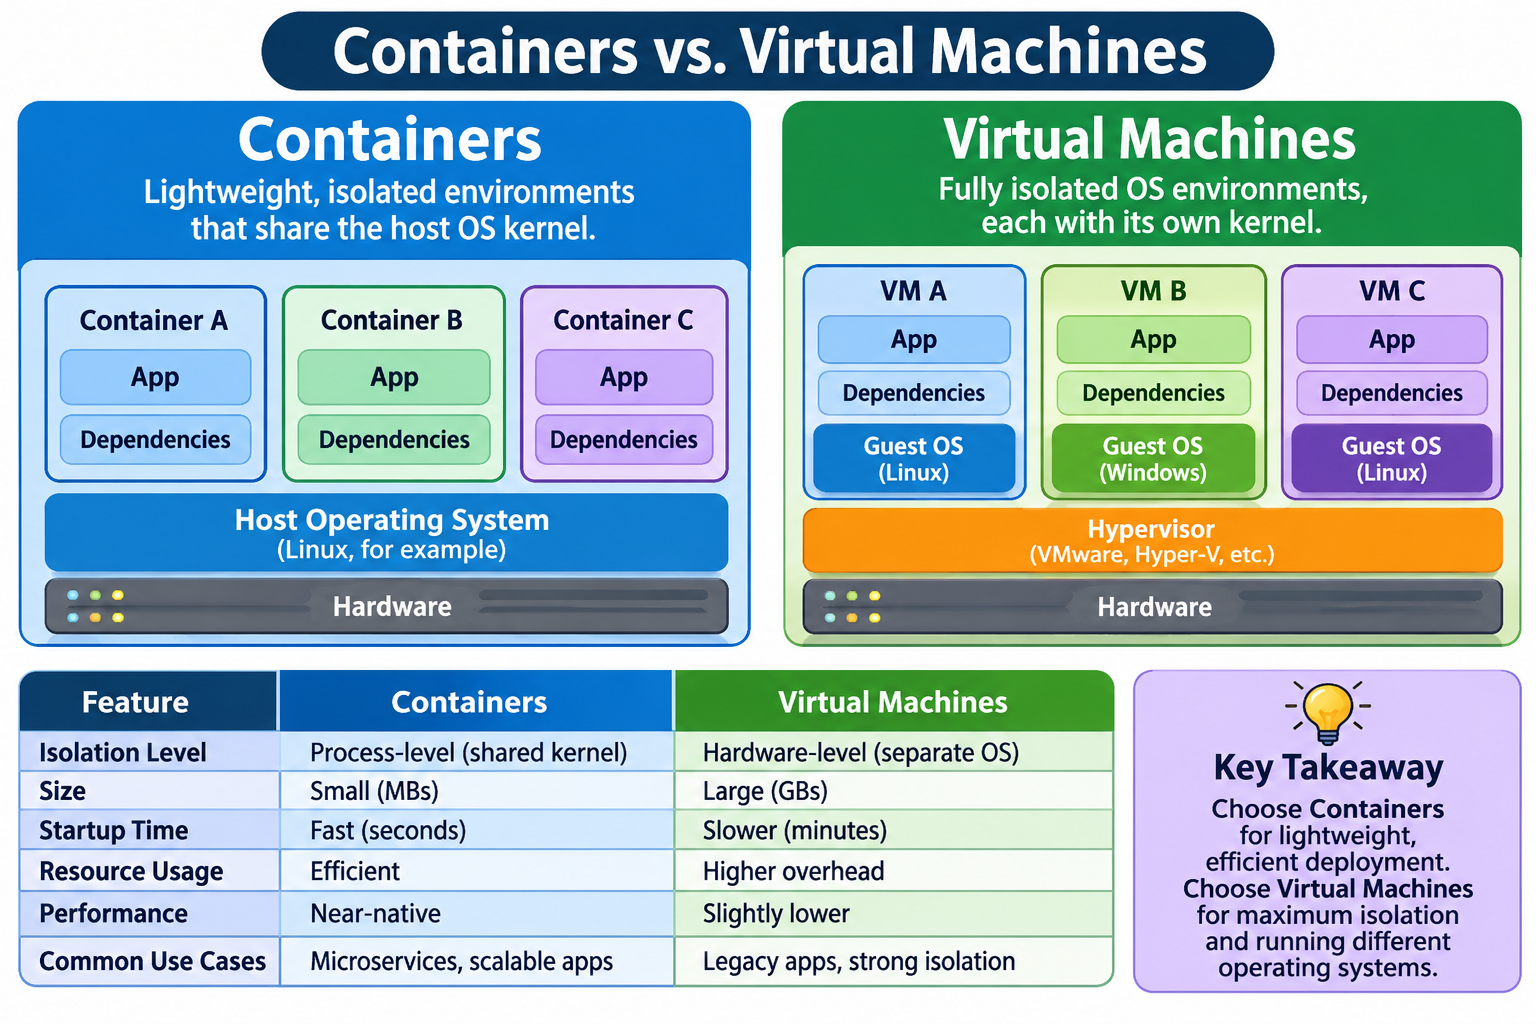 Containers vs. Virtual Machines
Containers
Lightweight, isolated environments
that share the host OS kernel.
Container A
App
Dependencies
Container B
App
Dependencies
Container C
App
Dependencies
Host Operating System
(Linux, for example)
Hardware
Virtual Machines
Fully isolated OS environments,
each with its own kernel.
VM A
App
Dependencies
Guest OS
(Linux)
VM B
App
Dependencies
Guest OS
(Windows)
VM C
App
Dependencies
Guest OS
(Linux)
Hypervisor
(VMware, Hyper-V, etc.)
Hardware
Feature Containers Virtual Machines
Isolation Level Process-level (shared kernel) Hardware-level (separate OS)
Size Small (MBs) Large (GBs)
Startup Time Fast (seconds) Slower (minutes)
Resource Usage Efficient Higher overhead
Performance Near-native Slightly lower
Common Use Cases Microservices, scalable apps Legacy apps, strong isolation
Key Takeaway
Choose Containers
for lightweight,
efficient deployment.
Choose Virtual Machines
for maximum isolation
and running different
operating systems.